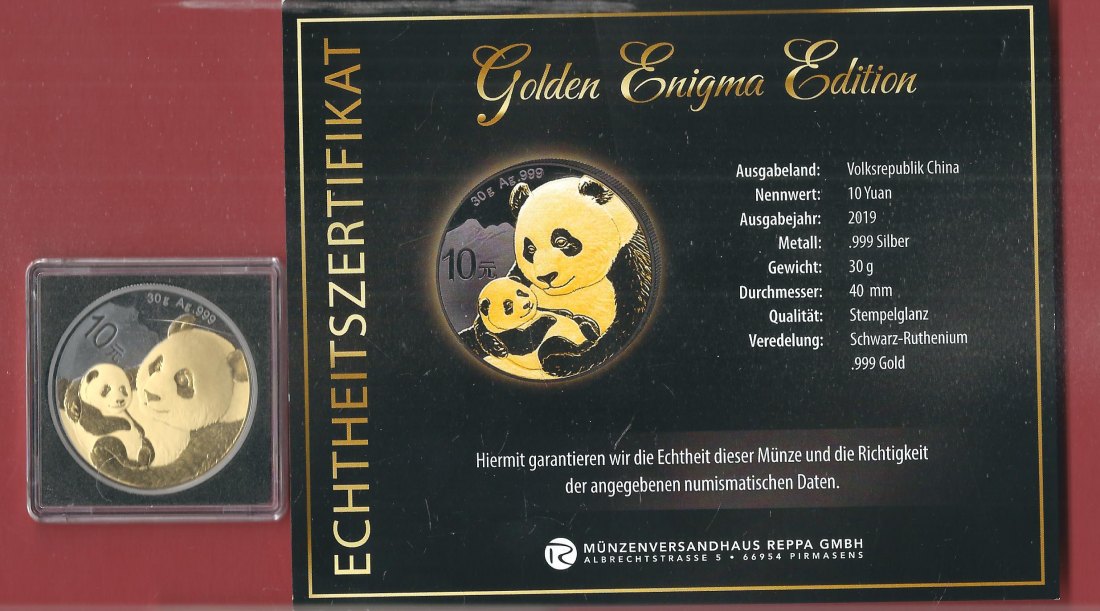 30g Ag.999
10元
ECHTHEITSZERTIFIKAT
Golden Enigma Edition
30g Ag.999
10元
Ausgabeland: Volksrepublik China
Nennwert: 10 Yuan
Ausgabejahr: 2019
Metall: .999 Silber
Gewicht: 30 g
Durchmesser: 40 mm
Qualität: Stempelglanz
Veredelung: Schwarz-Ruthenium
.999 Gold
Hiermit garantieren wir die Echtheit dieser Münze und die Richtigkeit
der angegebenen numismatischen Daten.
R MÜNZENVERSANDHAUS REPPA GMBH
ALBRECHTSTRASSE 5 • 66954 PIRMASENS